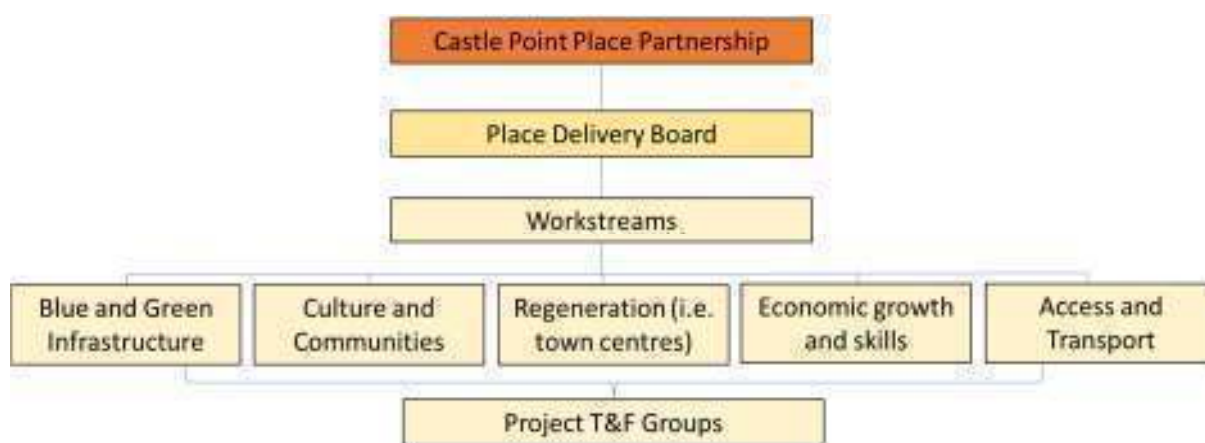 Castle Point Place Partnership
Place Delivery Board
Workstreams
Blue and Green
Infrastructure
Culture and
Communities
Regeneration (i.e.
town centres)
Economic growth
and skills
Access and
Transport
Project T&F Groups